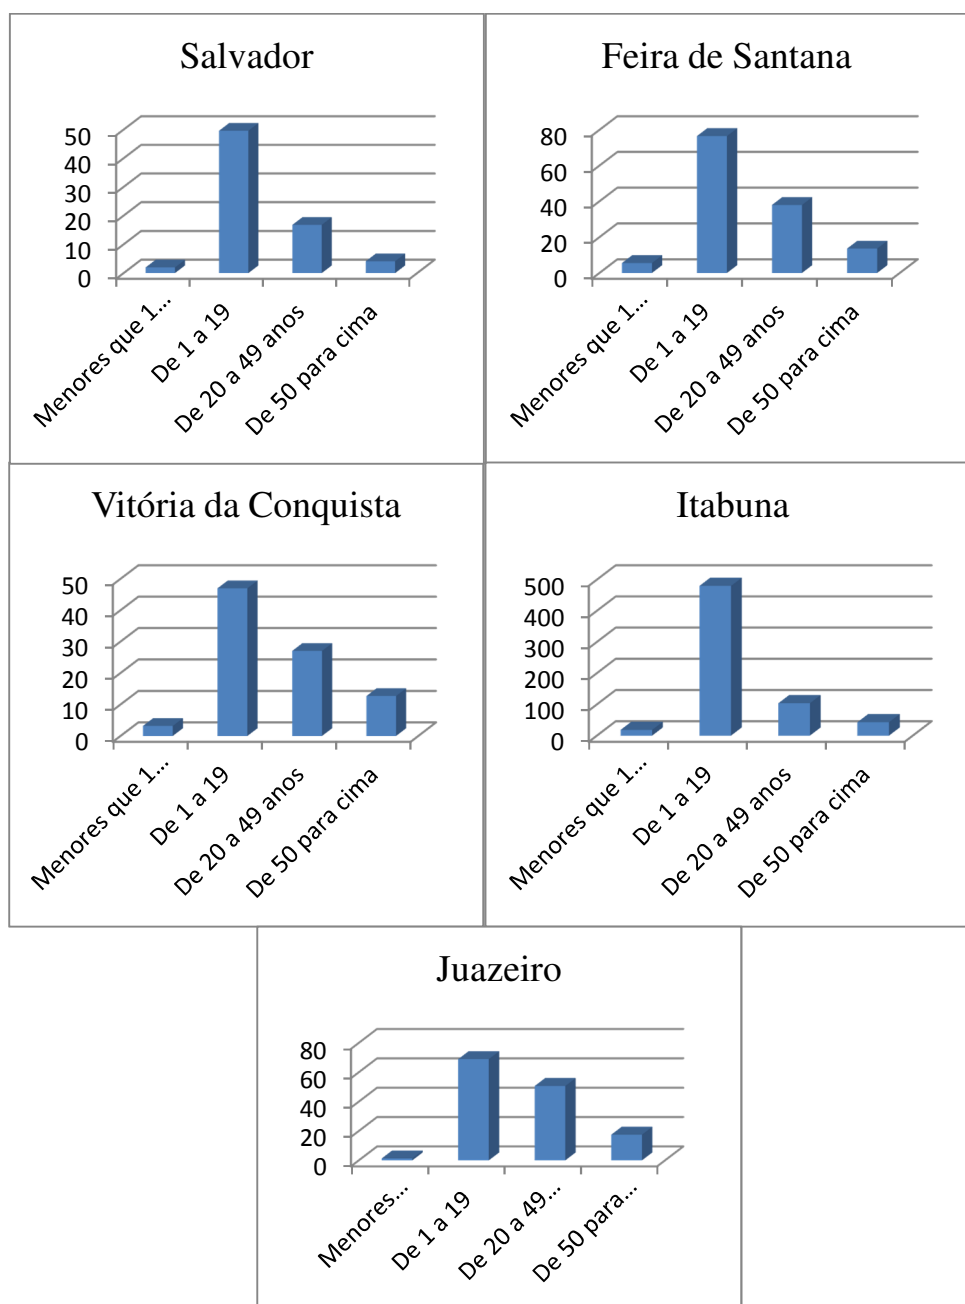 Salvador
50
40
30
20
10
0
Menores que 1...
De 1 a 19
De 20 a 49 anos
De 50 para cima
Feira de Santana
80
60
40
20
0
Menores que 1...
De 1 a 19
De 20 a 49 anos
De 50 para cima
Vitória da Conquista
50
40
30
20
10
0
Menores que 1...
De 1 a 19
De 20 a 49 anos
De 50 para cima
Itabuna
500
400
300
200
100
0
Menores que 1...
De 1 a 19
De 20 a 49 anos
De 50 para cima
Juazeiro
80
60
40
20
0
Menores...
De 1 a 19
De 20 a 49...
De 50 para...